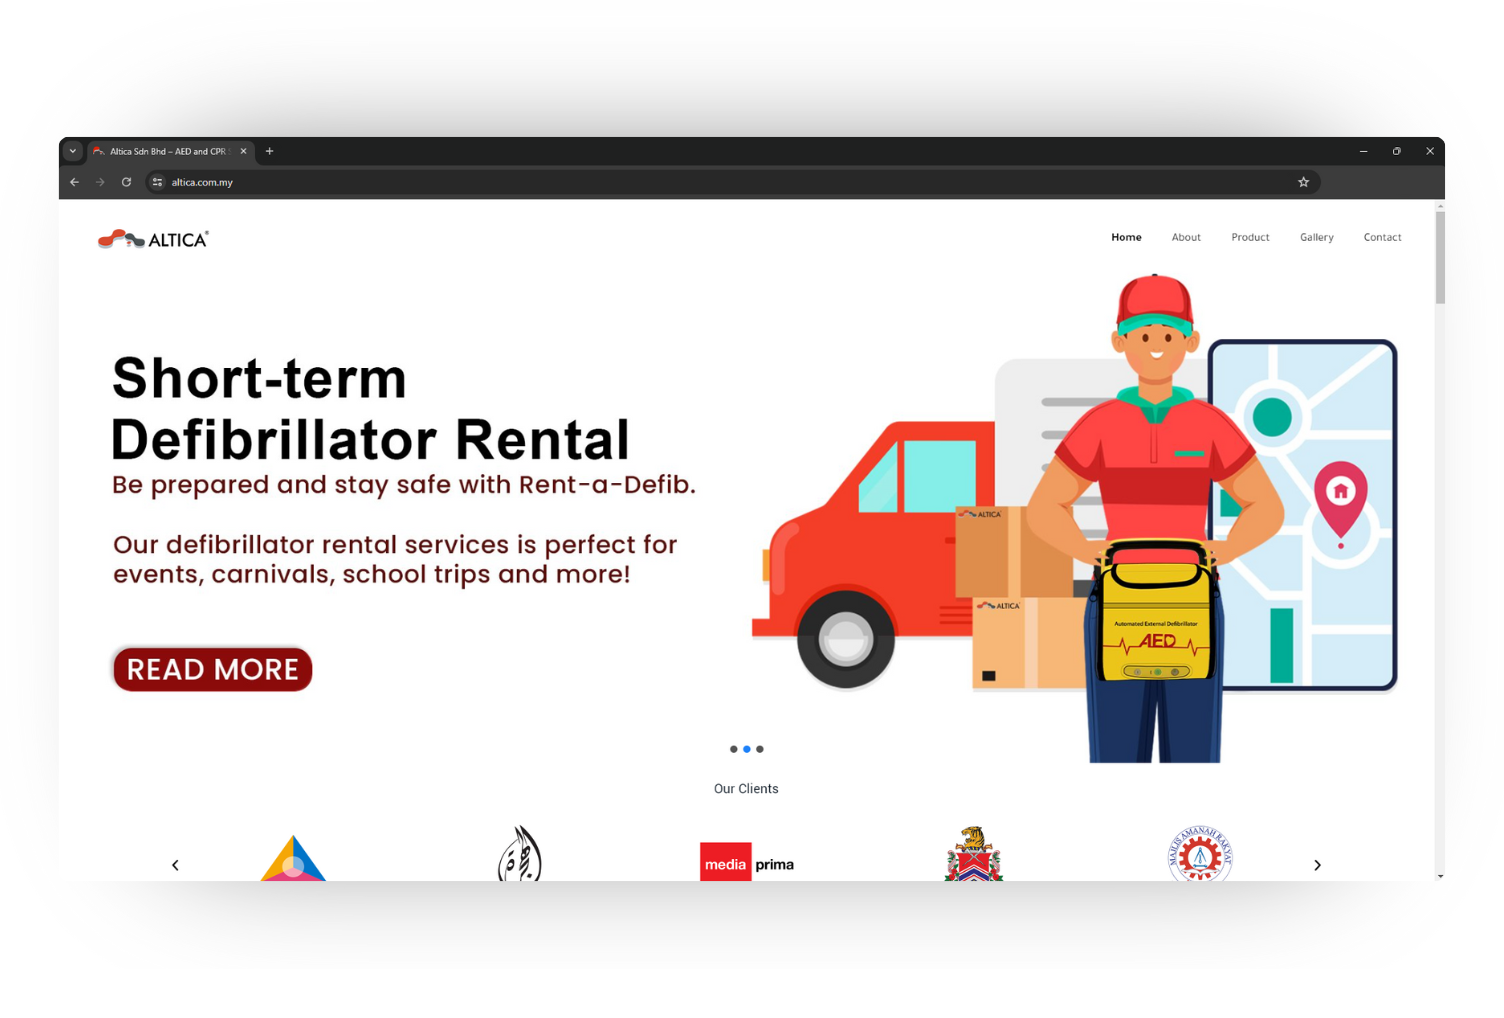 Altica Sdn Bhd – AED and CPR
altica.com.my
ALTICA®
Home About Product Gallery Contact
Short-term
Defibrillator Rental
Be prepared and stay safe with Rent-a-Defib.
Our defibrillator rental services is perfect for
events, carnivals, school trips and more!
READ MORE
ALTICA
ALTICA
Automated External Defibrillator
AED
Our Clients
media prima
MAJLIS AMANAH RAKYAT